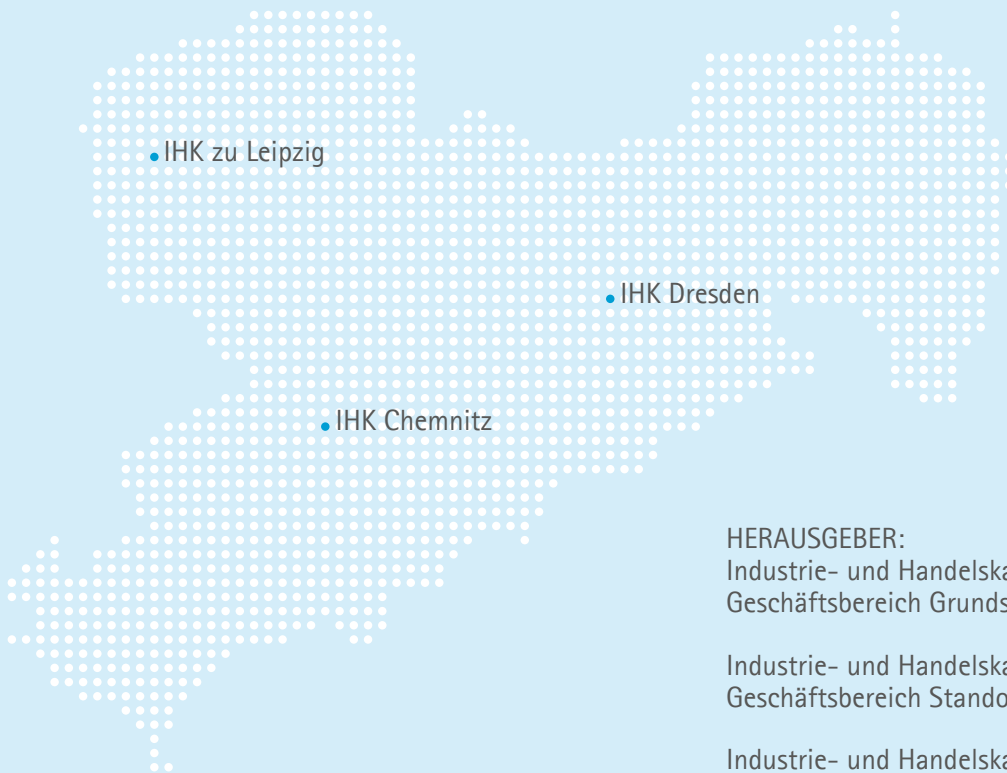 IHK zu Leipzig
IHK Dresden
IHK Chemnitz
HERAUSGEBER:
Industrie- und Handelska
Geschäftsbereich Grunds
Industrie- und Handelska
Geschäftsbereich Stando
Industrie- und Handelska